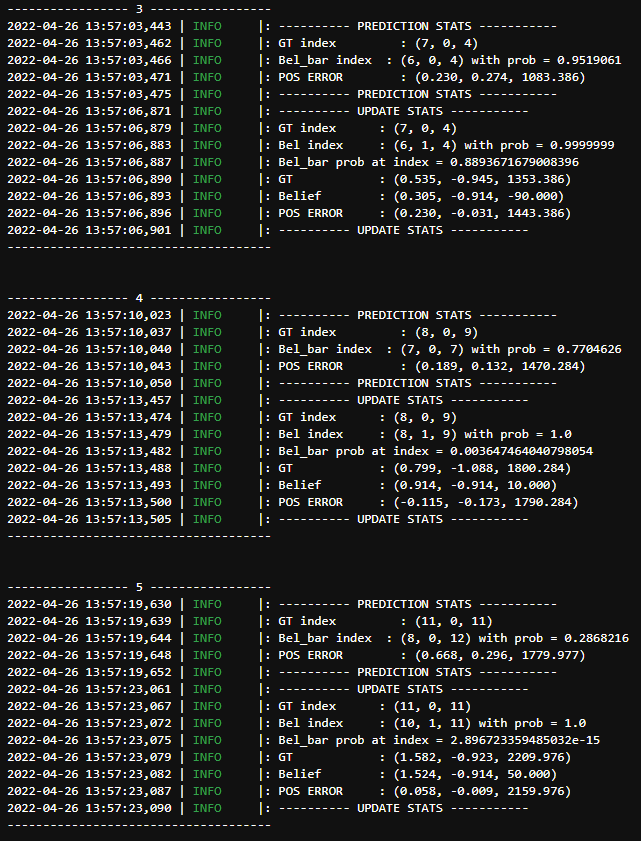 ----------------- 3 -----------------
2022-04-26 13:57:03,443 | INFO     |: ---------- PREDICTION STATS -----------
2022-04-26 13:57:03,462 | INFO     |: GT index         : (7, 0, 4)
2022-04-26 13:57:03,466 | INFO     |: Bel_bar index  : (6, 0, 4) with prob = 0.9519061
2022-04-26 13:57:03,471 | INFO     |: POS ERROR        : (0.230, 0.274, 1083.386)
2022-04-26 13:57:03,475 | INFO     |: ---------- PREDICTION STATS -----------
2022-04-26 13:57:06,871 | INFO     |: ---------- UPDATE STATS -----------
2022-04-26 13:57:06,879 | INFO     |: GT index      : (7, 0, 4)
2022-04-26 13:57:06,883 | INFO     |: Bel index     : (6, 1, 4) with prob = 0.9999999
2022-04-26 13:57:06,887 | INFO     |: Bel_bar prob at index = 0.8893671679008396
2022-04-26 13:57:06,890 | INFO     |: GT            : (0.535, -0.945, 1353.386)
2022-04-26 13:57:06,893 | INFO     |: Belief        : (0.305, -0.914, -90.000)
2022-04-26 13:57:06,896 | INFO     |: POS ERROR     : (0.230, -0.031, 1443.386)
2022-04-26 13:57:06,901 | INFO     |: ---------- UPDATE STATS -----------
-------------------------------------
----------------- 4 -----------------
2022-04-26 13:57:10,023 | INFO     |: ---------- PREDICTION STATS -----------
2022-04-26 13:57:10,037 | INFO     |: GT index         : (8, 0, 9)
2022-04-26 13:57:10,040 | INFO     |: Bel_bar index  : (7, 0, 7) with prob = 0.7704626
2022-04-26 13:57:10,043 | INFO     |: POS ERROR        : (0.189, 0.132, 1470.284)
2022-04-26 13:57:10,050 | INFO     |: ---------- PREDICTION STATS -----------
2022-04-26 13:57:13,457 | INFO     |: ---------- UPDATE STATS -----------
2022-04-26 13:57:13,474 | INFO     |: GT index      : (8, 0, 9)
2022-04-26 13:57:13,479 | INFO     |: Bel index     : (8, 1, 9) with prob = 1.0
2022-04-26 13:57:13,482 | INFO     |: Bel_bar prob at index = 0.003647464040798054
2022-04-26 13:57:13,488 | INFO     |: GT            : (0.799, -1.088, 1800.284)
2022-04-26 13:57:13,493 | INFO     |: Belief        : (0.914, -0.914, 10.000)
2022-04-26 13:57:13,500 | INFO     |: POS ERROR     : (-0.115, -0.173, 1790.284)
2022-04-26 13:57:13,505 | INFO     |: ---------- UPDATE STATS -----------
-------------------------------------
----------------- 5 -----------------
2022-04-26 13:57:19,630 | INFO     |: ---------- PREDICTION STATS -----------
2022-04-26 13:57:19,639 | INFO     |: GT index         : (11, 0, 11)
2022-04-26 13:57:19,644 | INFO     |: Bel_bar index  : (8, 0, 12) with prob = 0.2868216
2022-04-26 13:57:19,648 | INFO     |: POS ERROR        : (0.668, 0.296, 1779.977)
2022-04-26 13:57:19,652 | INFO     |: ---------- PREDICTION STATS -----------
2022-04-26 13:57:23,061 | INFO     |: ---------- UPDATE STATS -----------
2022-04-26 13:57:23,067 | INFO     |: GT index      : (11, 0, 11)
2022-04-26 13:57:23,072 | INFO     |: Bel index     : (10, 1, 11) with prob = 1.0
2022-04-26 13:57:23,075 | INFO     |: Bel_bar prob at index = 2.896723359485032e-15
2022-04-26 13:57:23,079 | INFO     |: GT            : (1.582, -0.923, 2209.976)
2022-04-26 13:57:23,082 | INFO     |: Belief        : (1.524, -0.914, 50.000)
2022-04-26 13:57:23,087 | INFO     |: POS ERROR     : (0.058, -0.009, 2159.976)
2022-04-26 13:57:23,090 | INFO     |: ---------- UPDATE STATS -----------
-------------------------------------